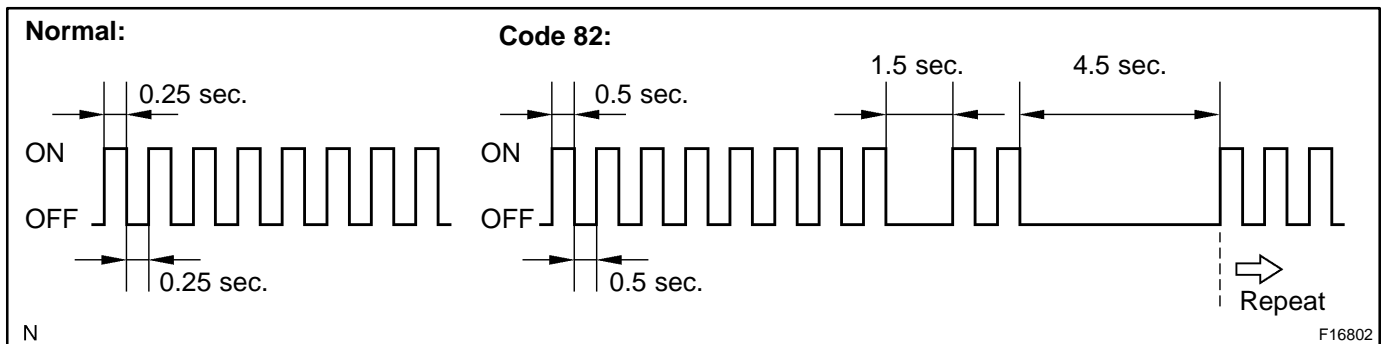 Normal:
Code 82:
0.25 sec.
0.5 sec.
1.5 sec.
4.5 sec.
ON
OFF
ON
OFF
0.25 sec.
0.5 sec.
Repeat
N
F16802